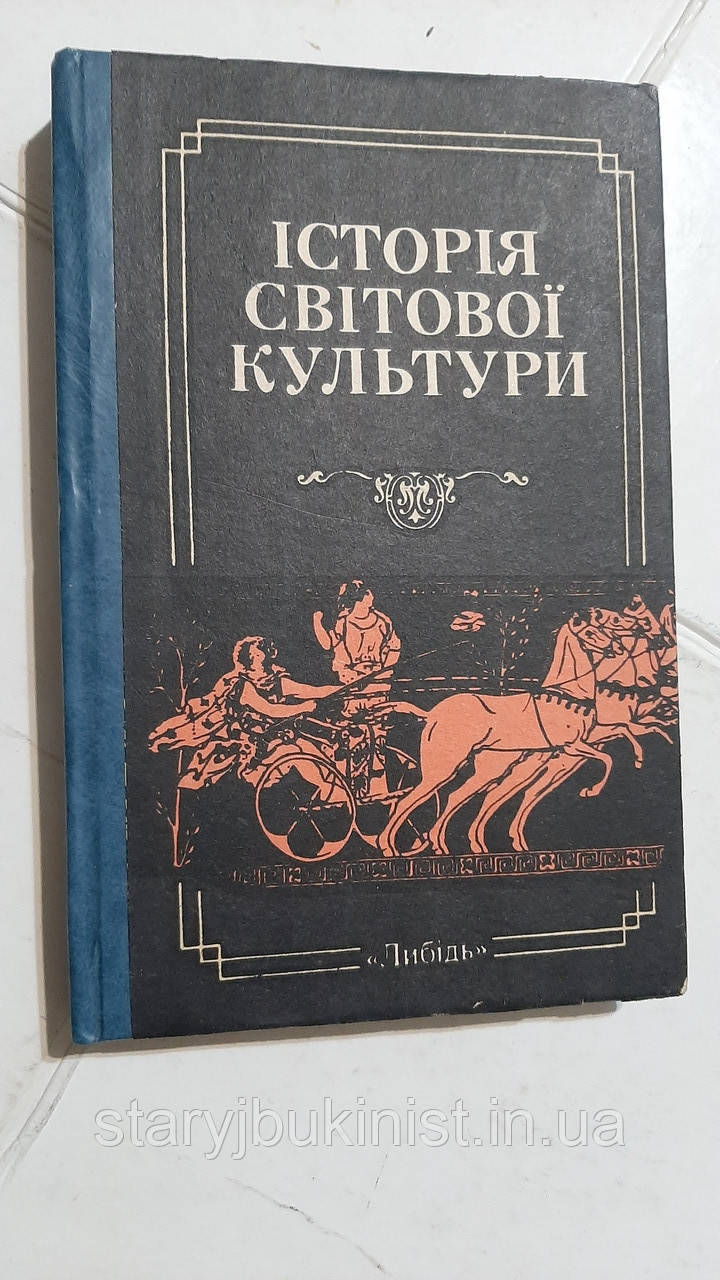 ІСТОРІЯ
СВІТОВОЇ
КУЛЬТУРИ
«Либідь»
staryjbukinist.in.ua